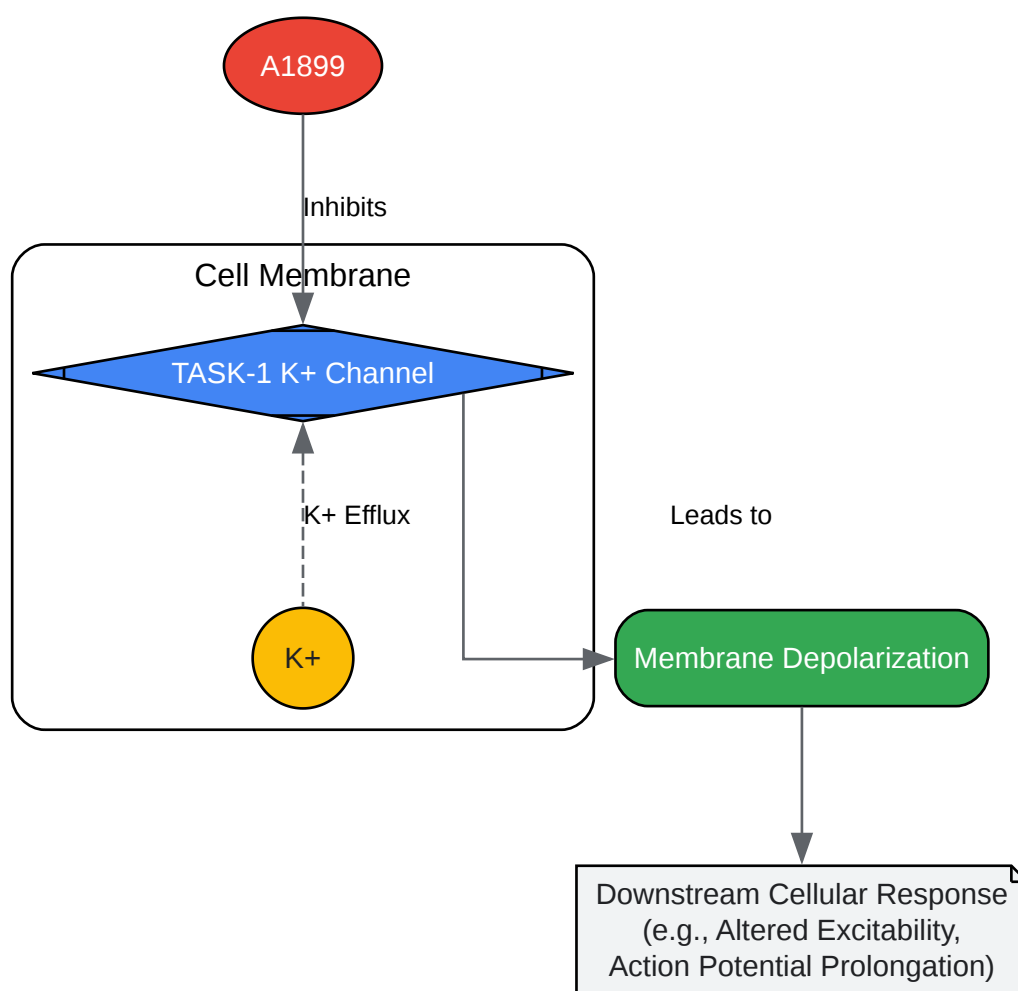 A1899
Inhibits
Cell Membrane
TASK-1 K+ Channel
K+ Efflux
Leads to
K+
Membrane Depolarization
Downstream Cellular Response
(e.g., Altered Excitability,
Action Potential Prolongation)